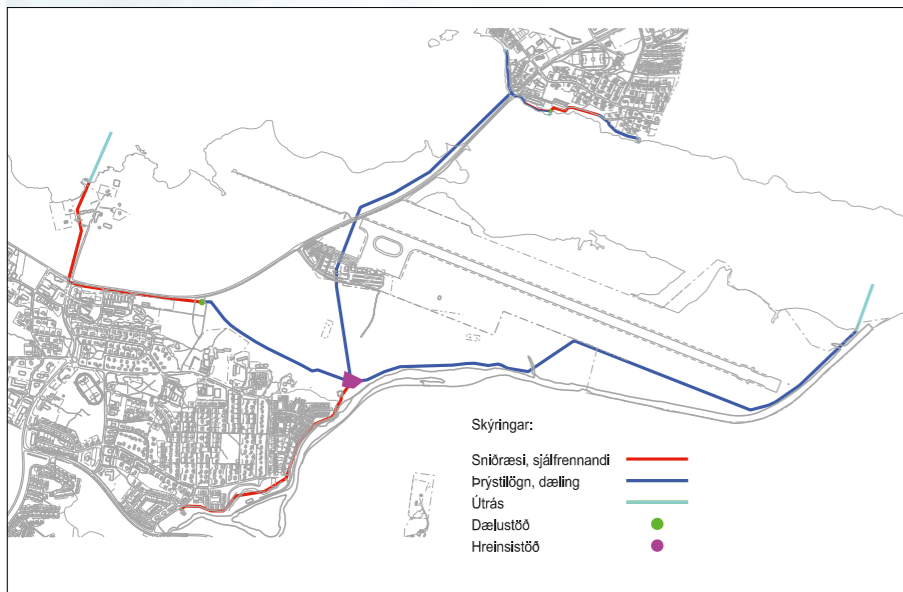 Skýringar:
Sniðræsi, sjálfrennandi
Þrýstilögn, dæling
Útrás
Dælustöð
Hreinsistöð